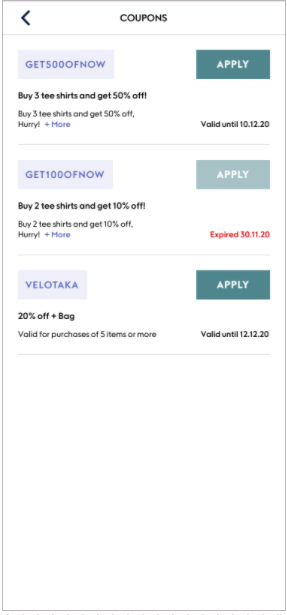 COUPONS
GET50OOFNOW
APPLY
Buy 3 tee shirts and get 50% off!
Buy 3 tee shirts and get 50% off,
Hurry! + More
Valid until 10.12.20
GET10OOFNOW
APPLY
Buy 2 tee shirts and get 10% off!
Buy 2 tee shirts and get 10% off,
Hurry! + More
Expired 30.11.20
VELOTAKA
APPLY
20% off + Bag
Valid for purchases of 5 items or more
Valid until 12.12.20